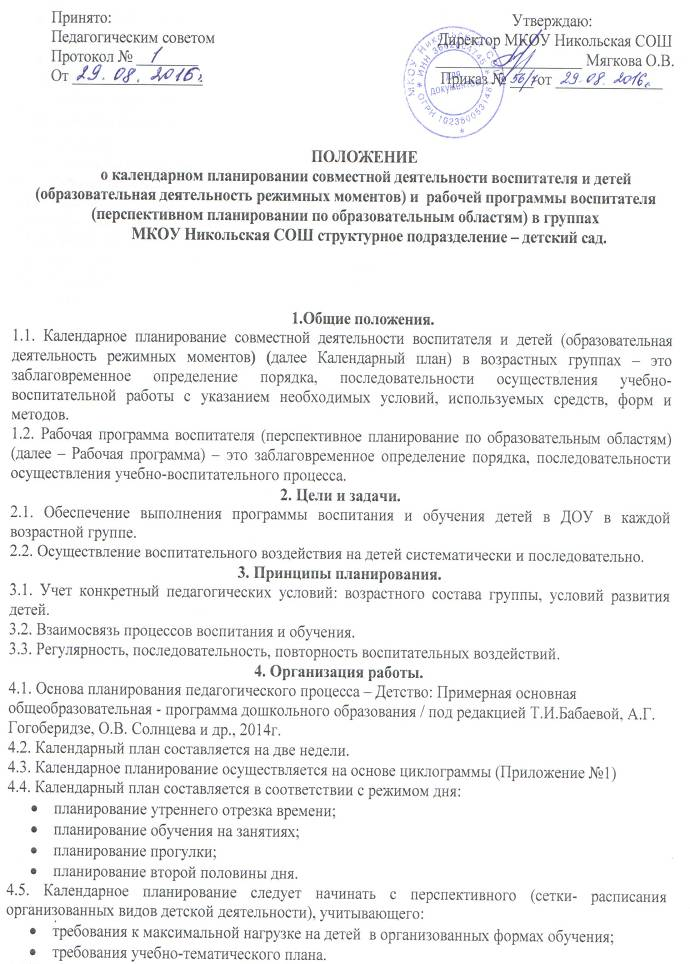 Принято:
Педагогическим советом
Протокол № 1
От 29.08.2016г.
Утверждаю:
Директор МКОУ Никольская СОШ
Мягкова О.В.
Приказ № 56/7 от 29.08.2016г.
МКОУ Никольская
для
документов
ПОЛОЖЕНИЕ
о календарном планировании совместной деятельности воспитателя и детей
(образовательная деятельность режимных моментов) и рабочей программы воспитателя
(перспективном планировании по образовательным областям) в группах
МКОУ Никольская СОШ структурное подразделение – детский сад.
1.Общие положения.
1.1. Календарное планирование совместной деятельности воспитателя и детей (образовательная
деятельность режимных моментов) (далее Календарный план) в возрастных группах – это
заблаговременное определение порядка, последовательности осуществления учебно-
воспитательной работы с указанием необходимых условий, используемых средств, форм и
методов.
1.2. Рабочая программа воспитателя (перспективное планирование по образовательным областям)
(далее – Рабочая программа) – это заблаговременное определение порядка, последовательности
осуществления учебно-воспитательного процесса.
2. Цели и задачи.
2.1. Обеспечение выполнения программы воспитания и обучения детей в ДОУ в каждой
возрастной группе.
2.2. Осуществление воспитательного воздействия на детей систематически и последовательно.
3. Принципы планирования.
3.1. Учет конкретный педагогических условий: возрастного состава группы, условий развития
детей.
3.2. Взаимосвязь процессов воспитания и обучения.
3.3. Регулярность, последовательность, повторность воспитательных воздействий.
4. Организация работы.
4.1. Основа планирования педагогического процесса – Детство: Примерная основная
общеобразовательная - программа дошкольного образования / под редакцией Т.И.Бабаевой, А.Г.
Гогоберидзе, О.В. Солнцева и др., 2014г.
4.2. Календарный план составляется на две недели.
4.3. Календарное планирование осуществляется на основе циклограммы (Приложение №1)
4.4. Календарный план составляется в соответствии с режимом дня:
• планирование утреннего отрезка времени;
• планирование обучения на занятиях;
• планирование прогулки;
• планирование второй половины дня.
4.5. Календарное планирование следует начинать с перспективного (сетки- расписания
организованных видов детской деятельности), учитывающего:
• требования к максимальной нагрузке на детей в организованных формах обучения;
• требования учебно-тематического плана.